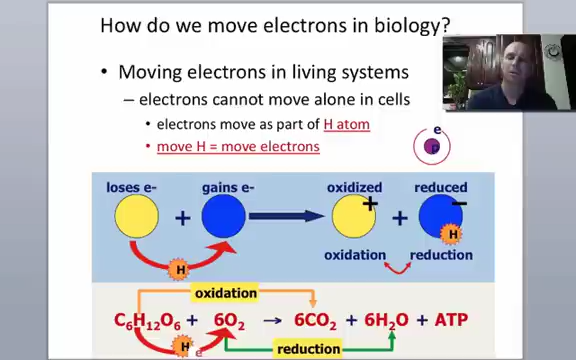 How do we move electrons in biology?
• Moving electrons in living systems
– electrons cannot move alone in cells
• electrons move as part of H atom
• move H = move electrons
e
p
loses e- gains e- oxidized reduced
+ + + –
H
H
oxidation reduction
oxidation
C₆H₁₂O₆ + 6O₂ → 6CO₂ + 6H₂O + ATP
H e⁻
reduction